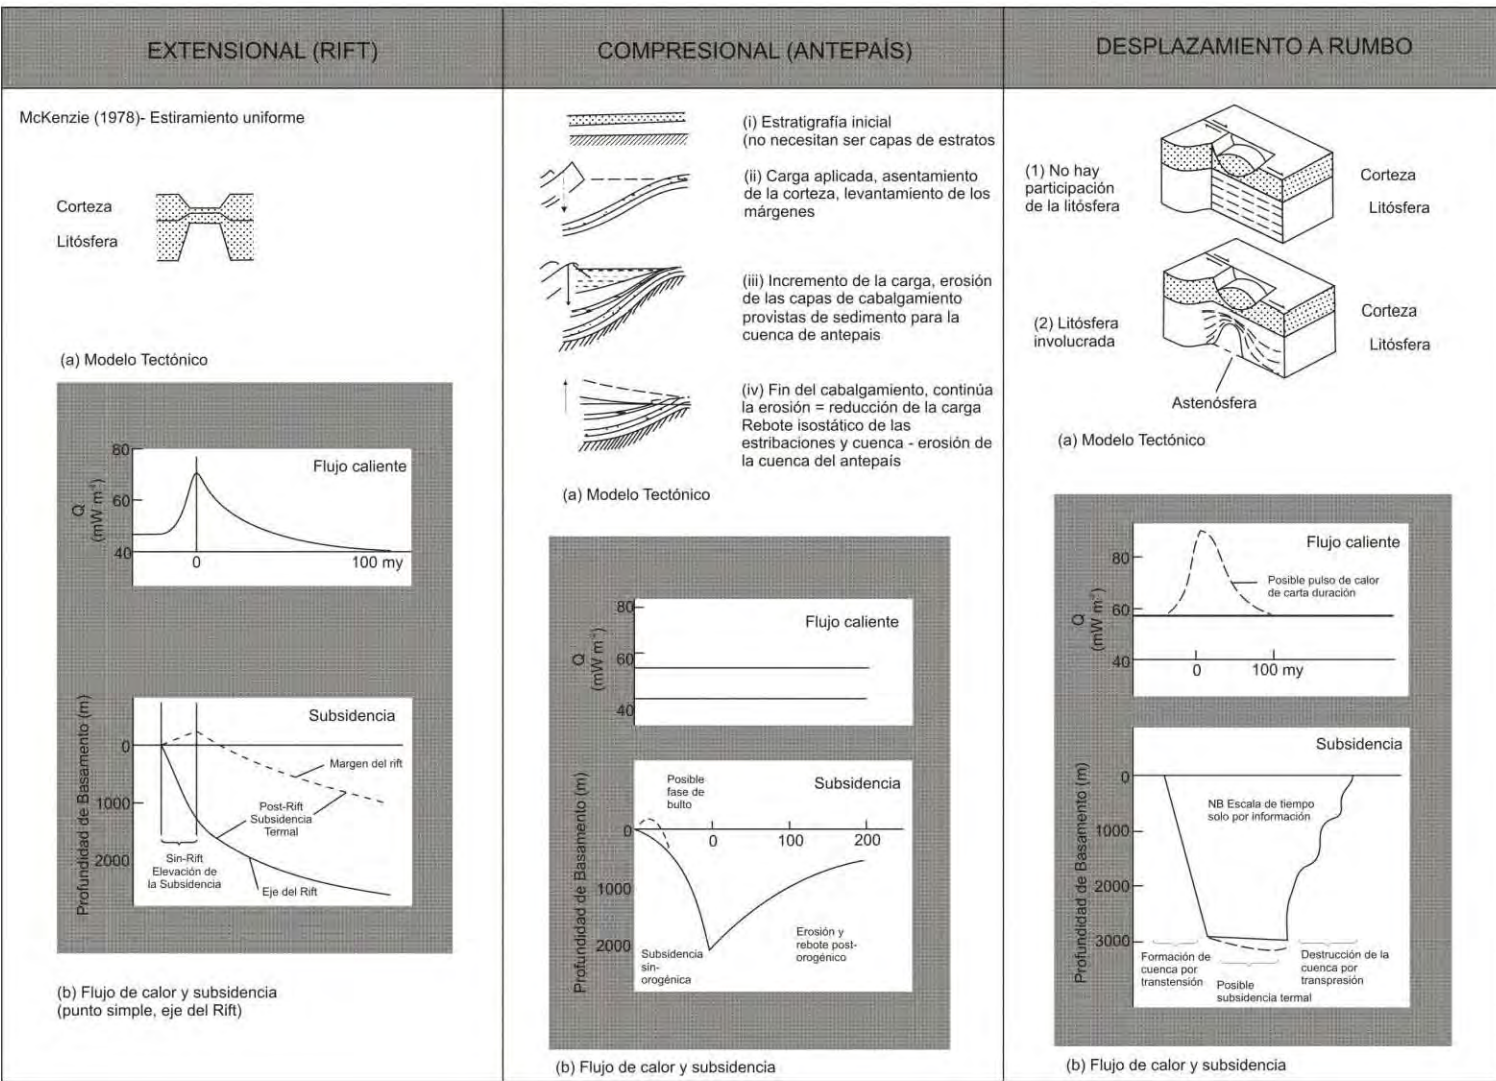 EXTENSIONAL (RIFT)
McKenzie (1978)- Estiramiento uniforme
Corteza
Litósfera
(a) Modelo Tectónico
Flujo caliente
Q
(mW m⁻²)
80
60
40
0
100 my
Subsidencia
Profundidad de Basamento (m)
0
1000
2000
Margen del rift
Post-Rift
Subsidencia
Termal
Sin-Rift
Elevación de
la Subsidencia
Eje del Rift
(b) Flujo de calor y subsidencia
(punto simple, eje del Rift)
COMPRESIONAL (ANTEPAÍS)
(i) Estratigrafía inicial
(no necesitan ser capas de estratos
(ii) Carga aplicada, asentamiento
de la corteza, levantamiento de los
márgenes
(iii) Incremento de la carga, erosión
de las capas de cabalgamiento
provistas de sedimento para la
cuenca de antepais
(iv) Fin del cabalgamiento, continúa
la erosión = reducción de la carga
Rebote isostático de las
estribaciones y cuenca - erosión de
la cuenca del antepaís
(a) Modelo Tectónico
Flujo caliente
Q
(mW m⁻²)
80
60
40
Subsidencia
Profundidad de Basamento (m)
Posible
fase de
bulto
0
0
100
200
1000
2000
Subsidencia
sin-
orogénica
Erosión y
rebote post-
orogénico
(b) Flujo de calor y subsidencia
DESPLAZAMIENTO A RUMBO
(1) No hay
participación
de la litósfera
Corteza
Litósfera
(2) Litósfera
involucrada
Corteza
Litósfera
Astenósfera
(a) Modelo Tectónico
Flujo caliente
Q
(mW m⁻²)
80
60
40
Posible pulso de calor
de carta duración
0
100 my
Subsidencia
Profundidad de Basamento (m)
0
1000
2000
3000
NB Escala de tiempo
solo por información
Formación de
cuenca por
transtensión
Posible
subsidencia termal
Destrucción de la
cuenca por
transpresión
(b) Flujo de calor y subsidencia